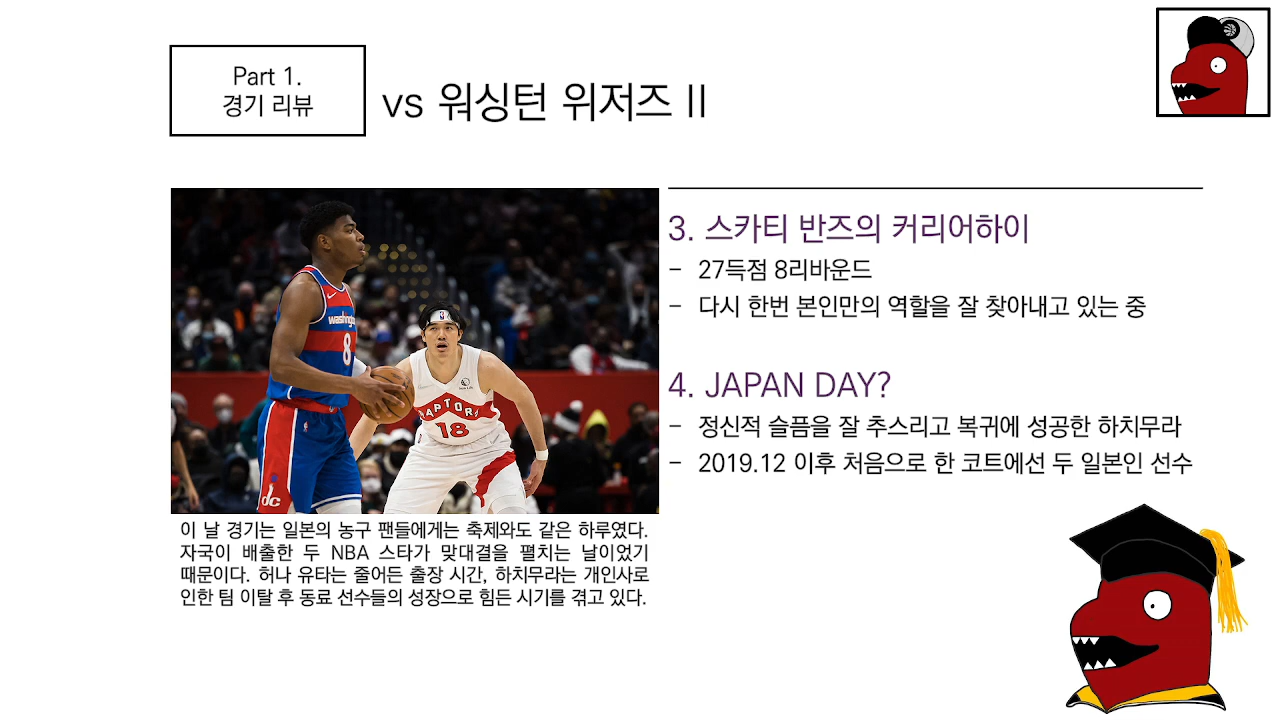 Part 1.
경기 리뷰
vs 워싱턴 위저즈 II
3. 스카티 반즈의 커리어하이
- 27득점 8리바운드
- 다시 한번 본인만의 역할을 잘 찾아내고 있는 중
4. JAPAN DAY?
- 정신적 슬픔을 잘 추스리고 복귀에 성공한 하치무라
- 2019.12 이후 처음으로 한 코트에선 두 일본인 선수
Washington
8
dc
RAPTORS
18
이 날 경기는 일본의 농구 팬들에게는 축제와도 같은 하루였다.
자국이 배출한 두 NBA 스타가 맞대결을 펼치는 날이었기
때문이다. 허나 유타는 줄어든 출장 시간, 하치무라는 개인사로
인한 팀 이탈 후 동료 선수들의 성장으로 힘든 시기를 겪고 있다.